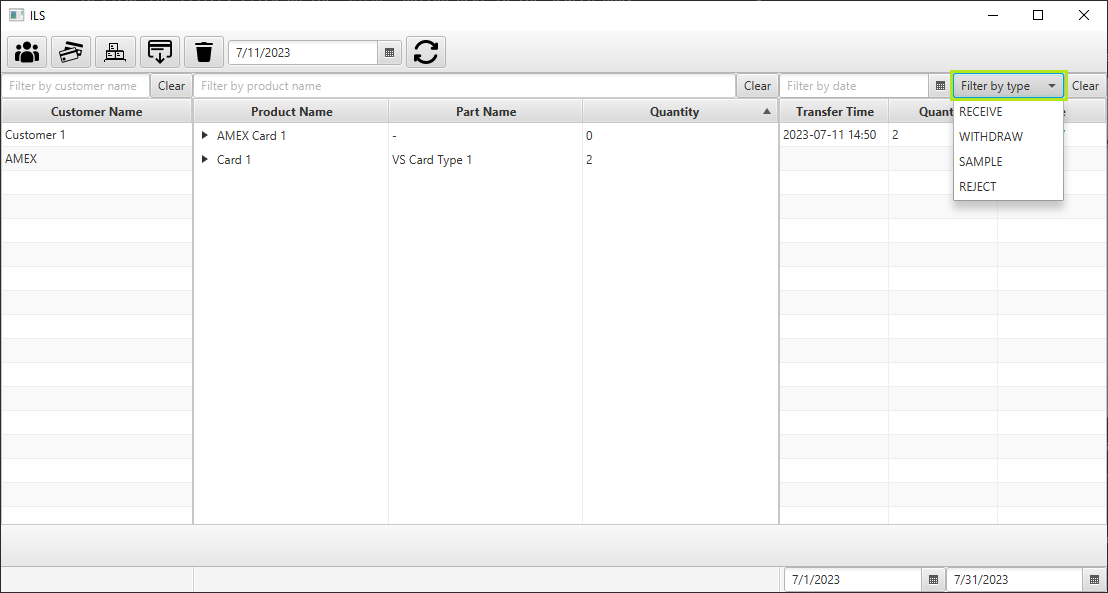 ILS
7/11/2023
Filter by customer name Clear Filter by product name Clear Filter by date Filter by type Clear
Customer Name Product Name Part Name Quantity Transfer Time Quant
RECEIVE
Customer 1 AMEX Card 1 - 0 2023-07-11 14:50 2
WITHDRAW
AMEX Card 1 VS Card Type 1 2
SAMPLE
REJECT
7/1/2023 7/31/2023